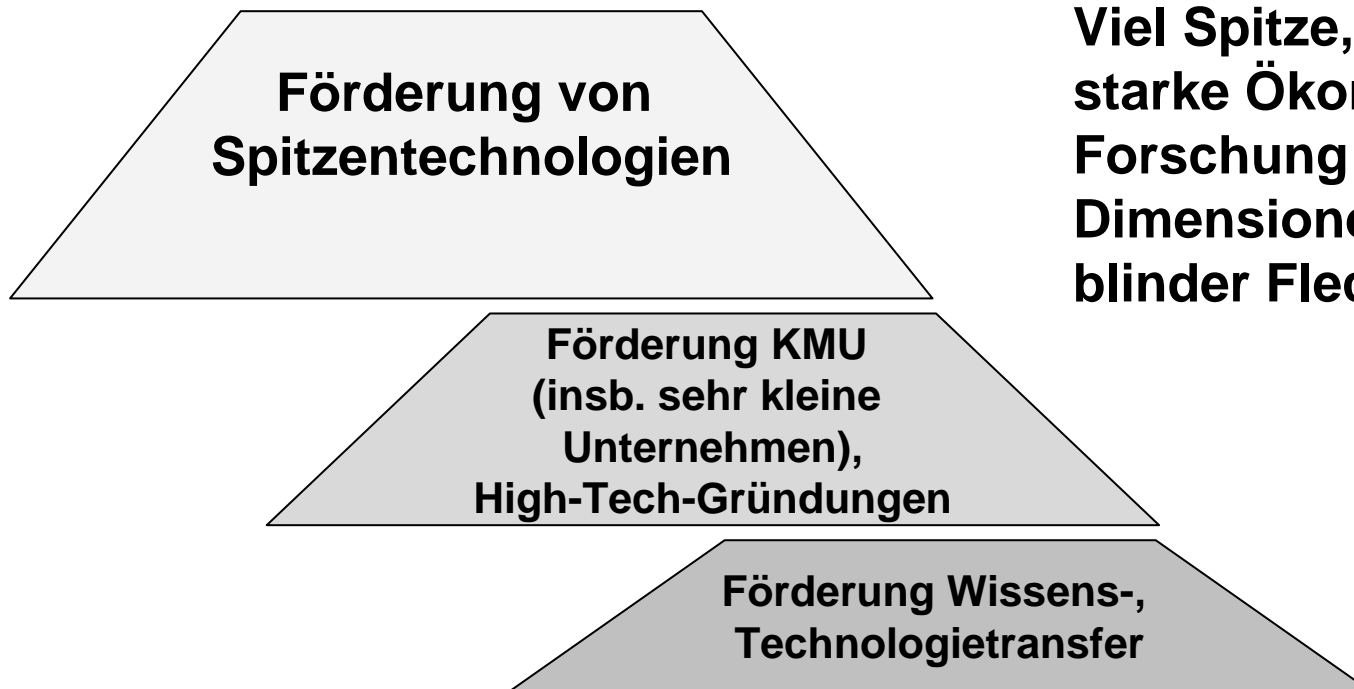 Förderung von
Spitzentechnologien
Viel Spitze,
starke
Forschung
blinder
Förderung KMU
(insb. sehr kleine
Unternehmen),
High-Tech-Gründungen
Förderung Wissens-,
Technologietransfer